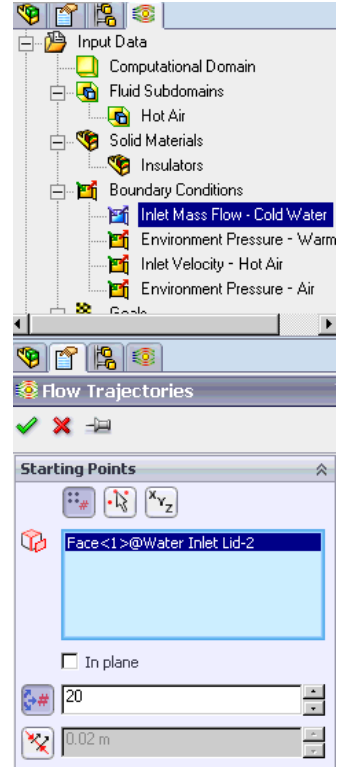 Input Data
Computational Domain
Fluid Subdomains
Hot Air
Solid Materials
Insulators
Boundary Conditions
Inlet Mass Flow - Cold Water
Environment Pressure - Warm
Inlet Velocity - Hot Air
Environment Pressure - Air
Goals
Flow Trajectories
Starting Points
#
XYZ
Face<1>@Water Inlet Lid-2
In plane
# 20
0.02 m